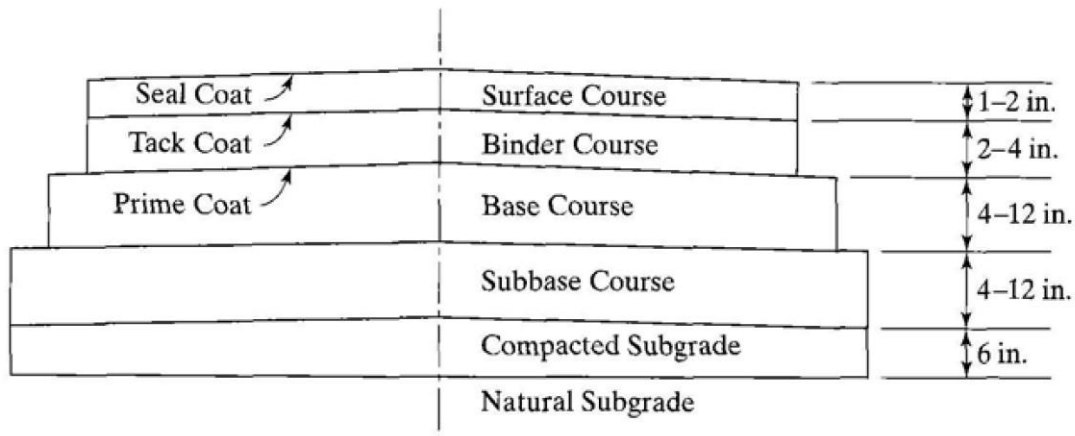 Seal Coat Surface Course 1–2 in.
Tack Coat Binder Course 2–4 in.
Prime Coat Base Course 4–12 in.
Subbase Course 4–12 in.
Compacted Subgrade 6 in.
Natural Subgrade